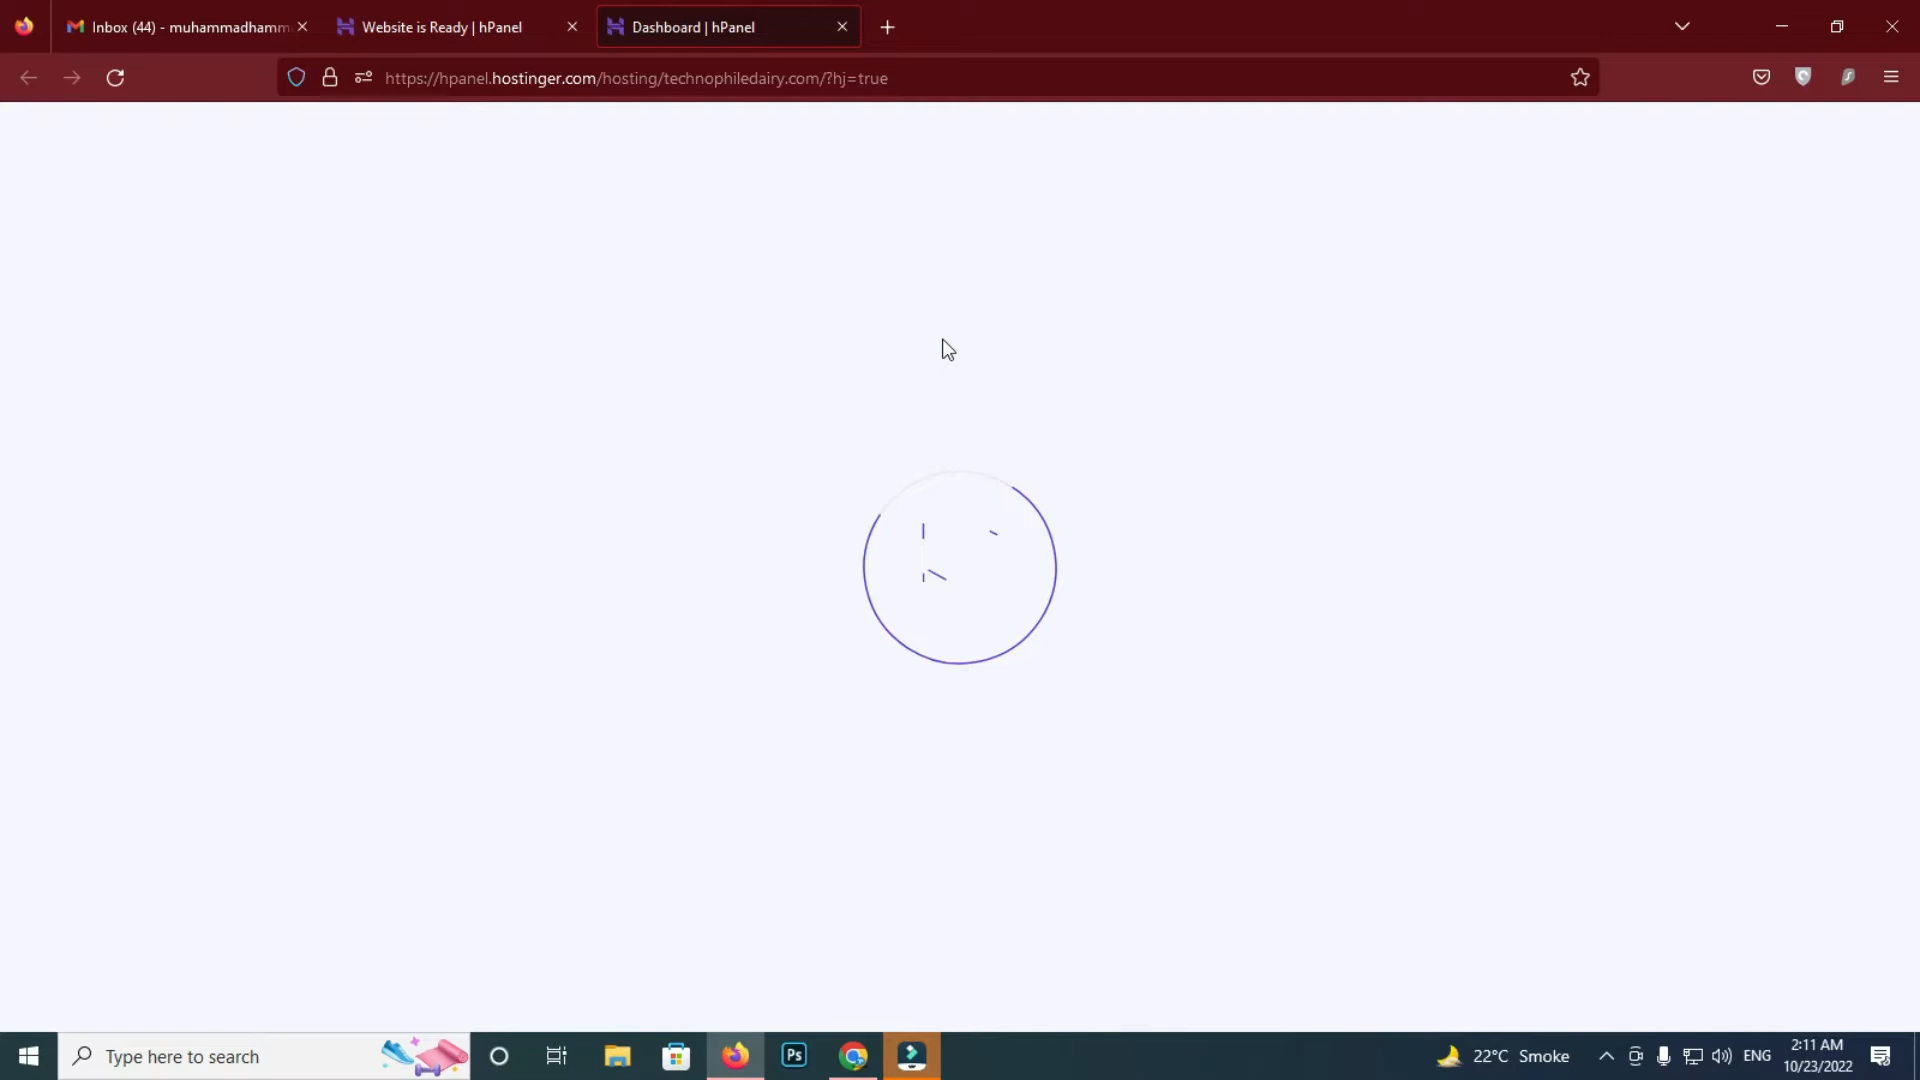 Inbox (44) - muhammadhamm
Website is Ready | hPanel
Dashboard | hPanel
https://hpanel.hostinger.com/hosting/technophiledairy.com/?hj=true
Type here to search
Ps
22°C Smoke
ENG
2:11 AM
10/23/2022